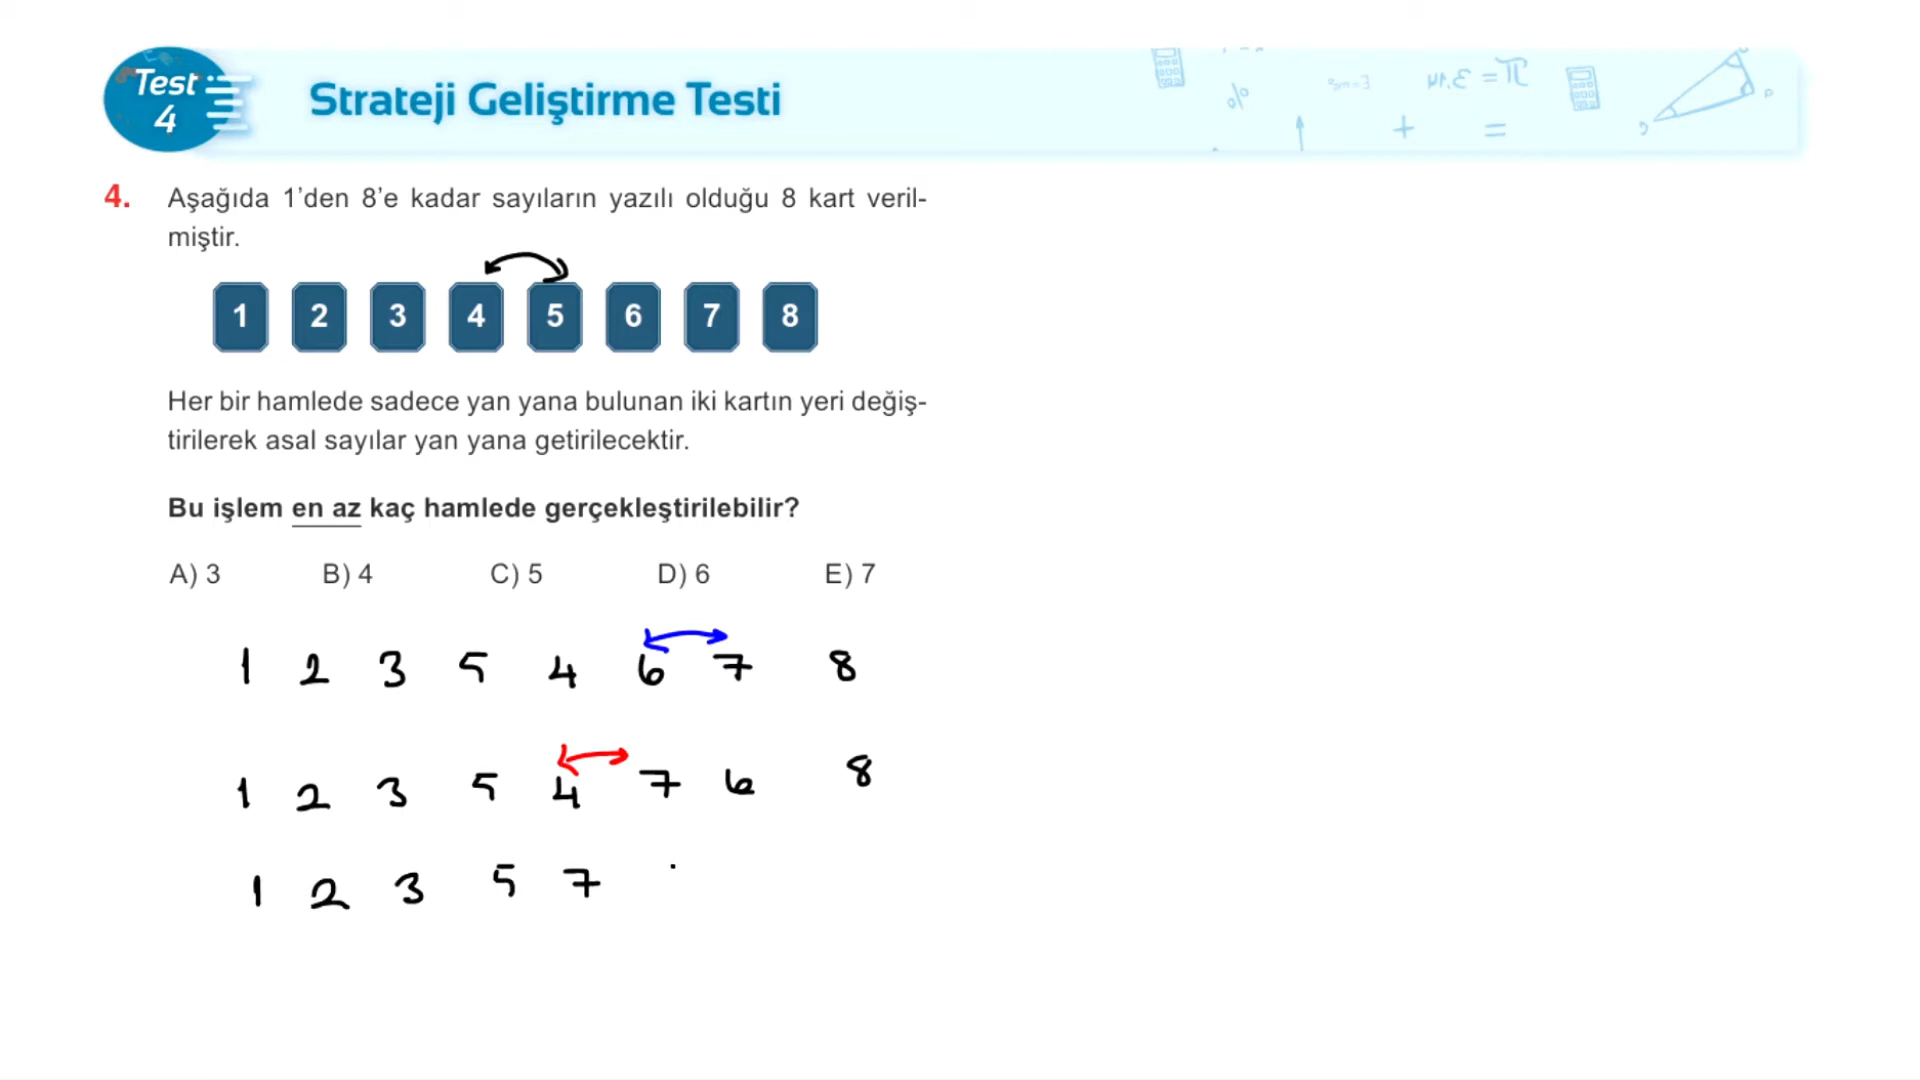 Test
4
Strateji Geliştirme Testi
% + = =
4. Aşağıda 1’den 8’e kadar sayıların yazılı olduğu 8 kart veril-
miştir.
1 2 3 4 5 6 7 8
Her bir hamlede sadece yan yana bulunan iki kartın yeri değiş-
tirilerek asal sayılar yan yana getirilecektir.
Bu işlem en az kaç hamlede gerçekleştirilebilir?
A) 3 B) 4 C) 5 D) 6 E) 7
1 2 3 5 4 6 7 8
1 2 3 5 4 7 6 8
1 2 3 5 7